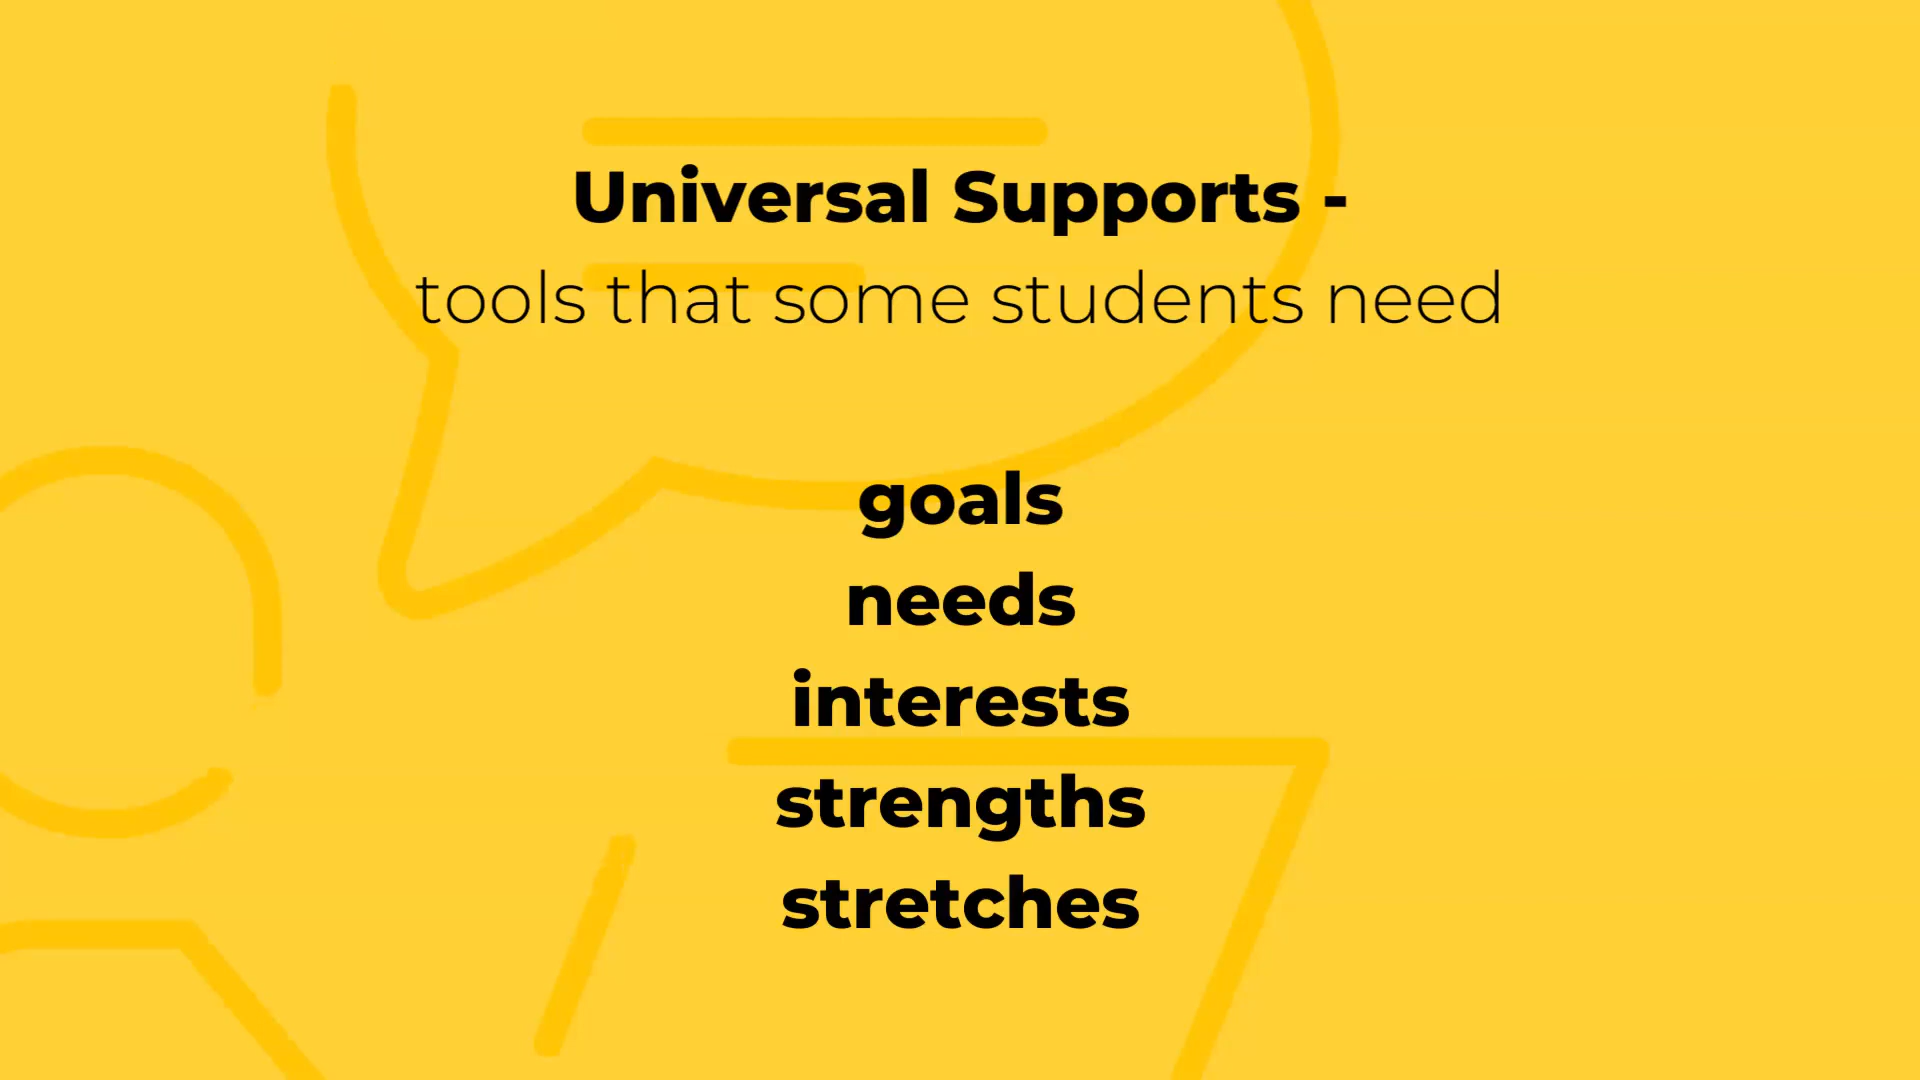 Universal Supports -
tools that some students need
goals
needs
interests
strengths
stretches